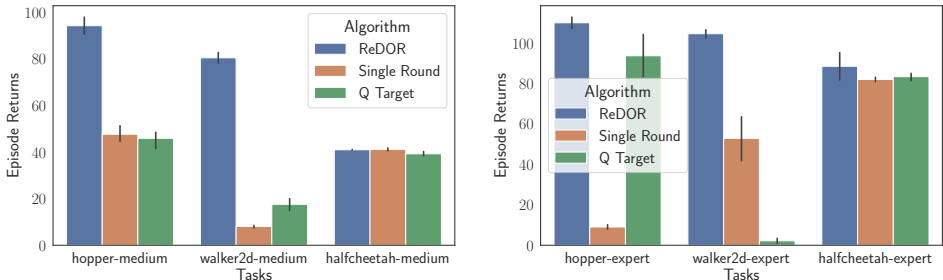 100
80
60
40
20
0
Episode Returns
Algorithm
ReDOR
Single Round
Q Target
hopper-medium
walker2d-medium
halfcheetah-medium
Tasks
100
80
60
40
20
0
Episode Returns
Algorithm
ReDOR
Single Round
Q Target
hopper-expert
walker2d-expert
halfcheetah-expert
Tasks